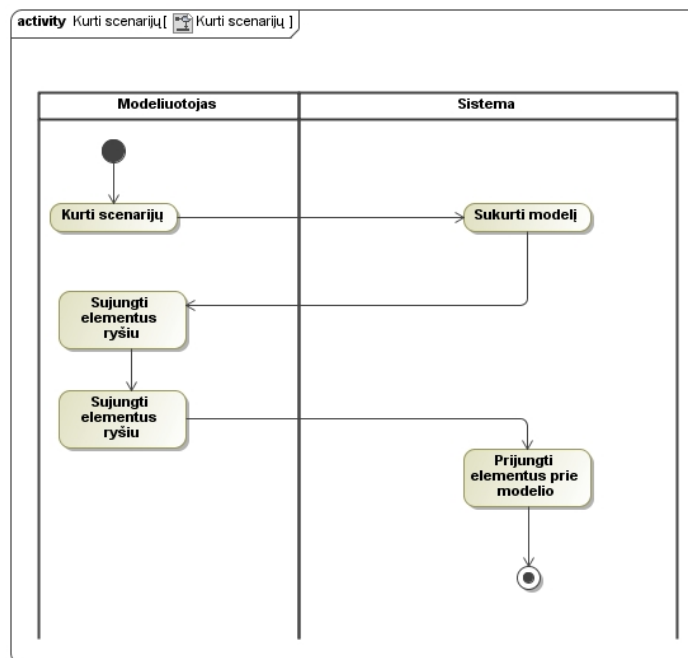 activity Kurti scenarijų[ Kurti scenarijų ]
Modeliuotojas
Sistema
Kurti scenarijų
Sukurti modelį
Sujungti
elementus
ryšiu
Sujungti
elementus
ryšiu
Prijungti
elementus prie
modelio